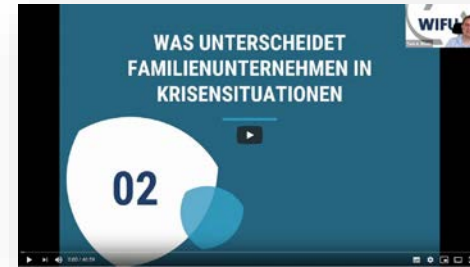 WIFU
WAS UNTERSCHEIDET
FAMILIENUNTERNEHMEN IN
KRISENSITUATIONEN
02